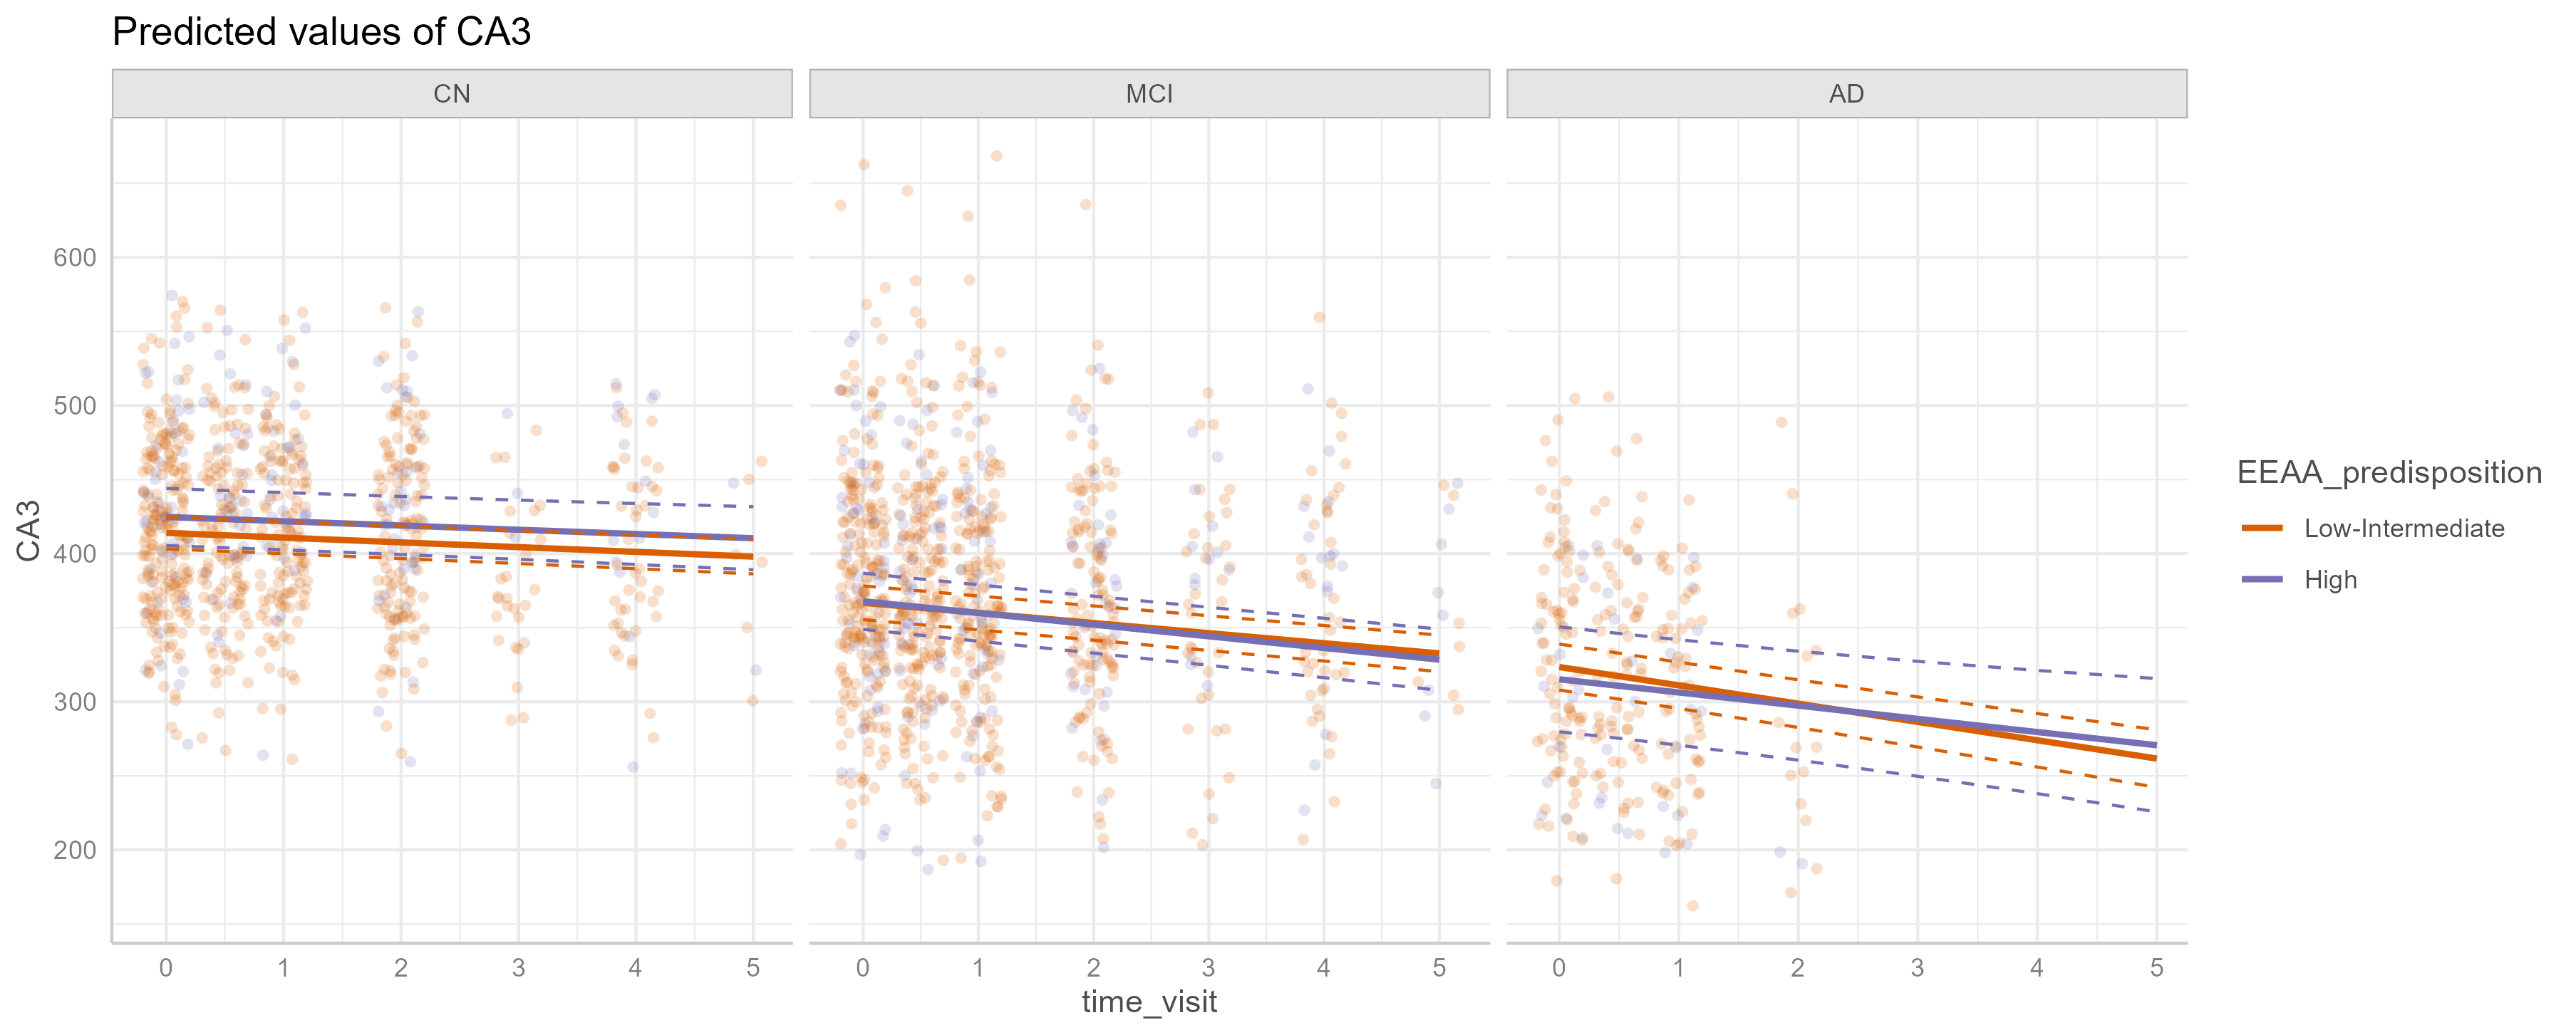 Predicted values of CA3
CN
MCI
AD
600
500
400
300
200
CA3
0 1 2 3 4 5
0 1 2 3 4 5
0 1 2 3 4 5
time_visit
EEAA_predisposition
Low-Intermediate
High